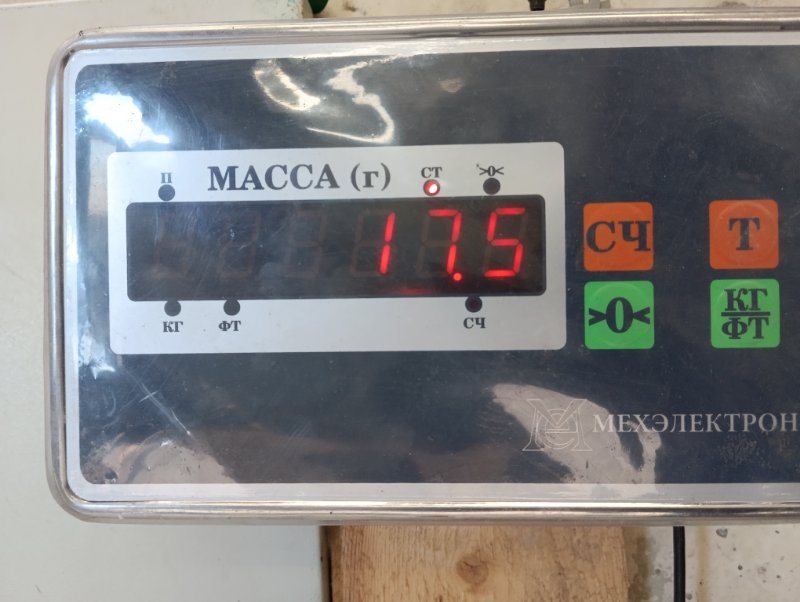 П МАССА (г) СТ >0<
17.5
КГ ФТ СЧ
СЧ Т
>0< КГ
ФТ
МЕХЭЛЕКТРОН